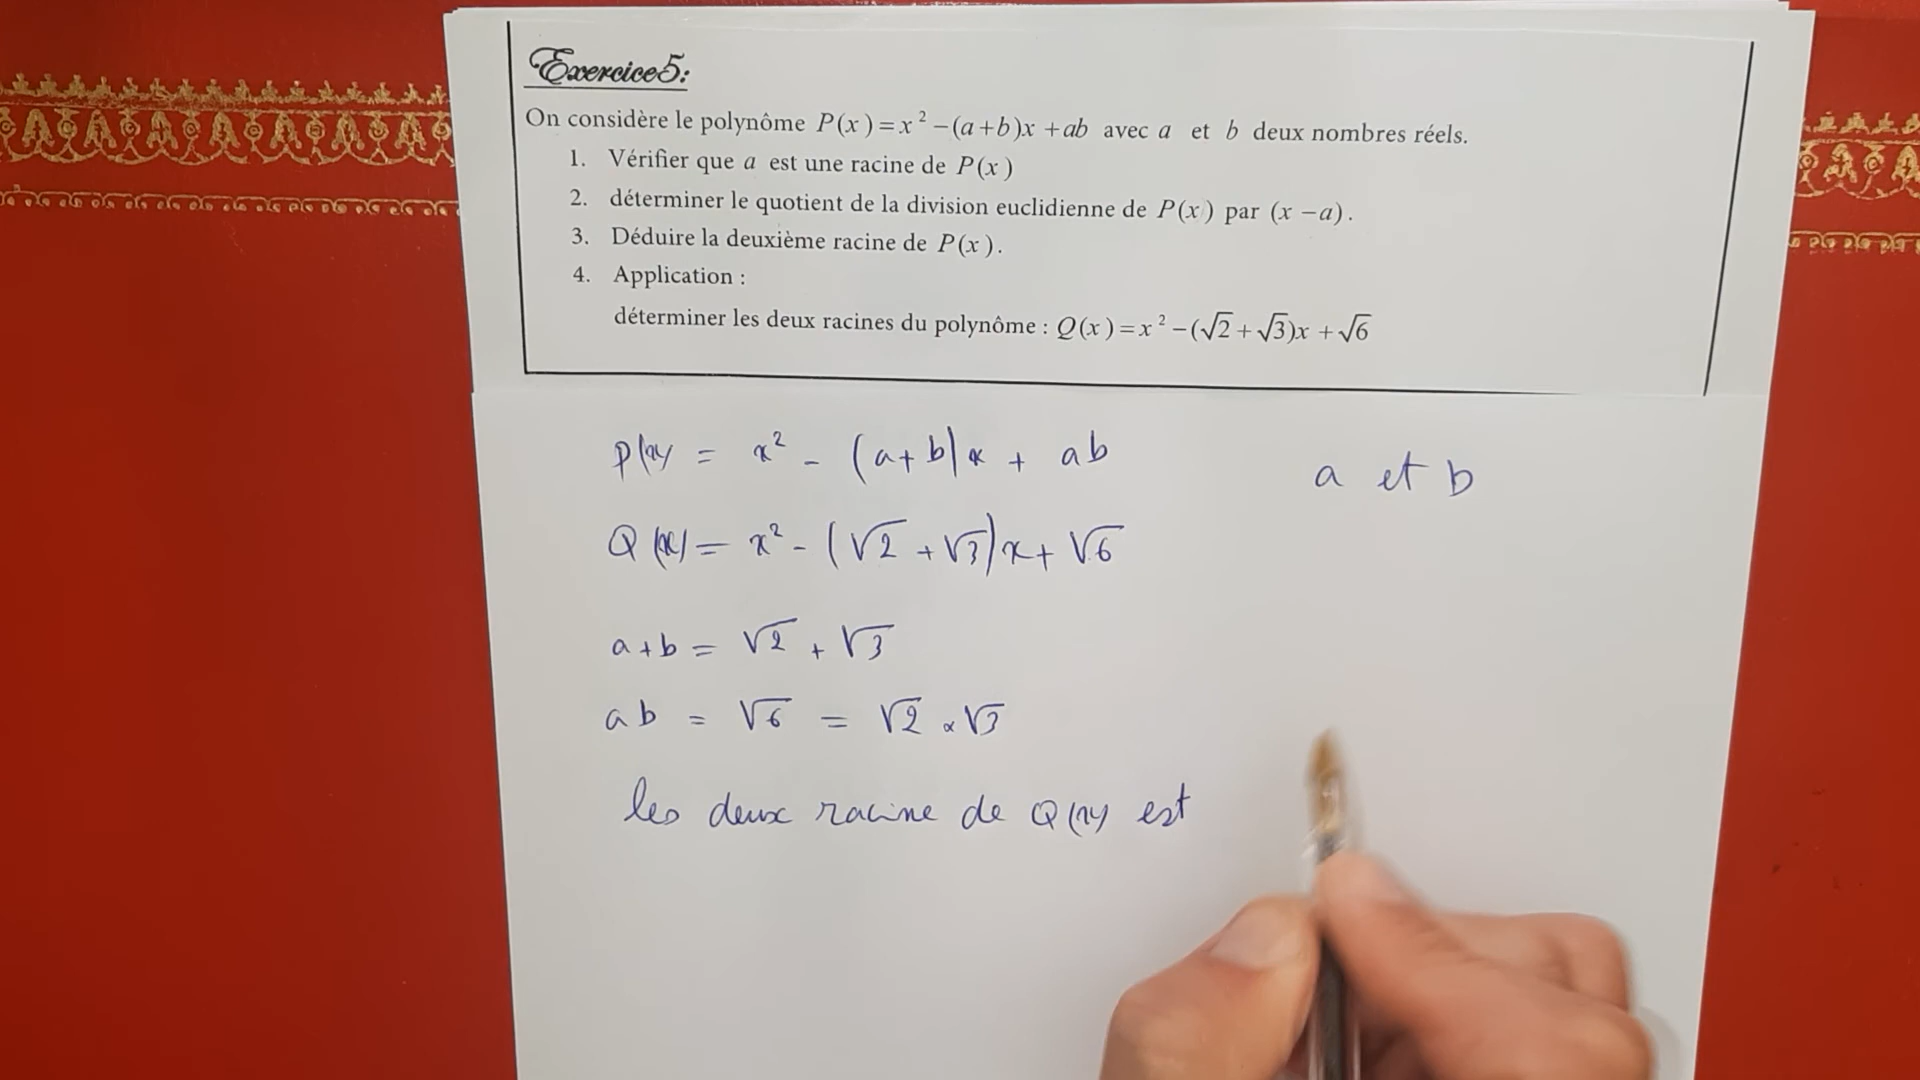 Exercice5:
On considère le polynôme P(x)=x²−(a+b)x+ab avec a et b deux nombres réels.
1. Vérifier que a est une racine de P(x)
2. déterminer le quotient de la division euclidienne de P(x) par (x−a).
3. Déduire la deuxième racine de P(x).
4. Application :
déterminer les deux racines du polynôme : Q(x)=x²−(√2+√3)x+√6
P(x) = x² - (a+b)x + ab
a et b
Q(x) = x² - (√2 + √3)x + √6
a+b = √2 + √3
ab = √6 = √2 × √3
les deux racine de Q(x) est